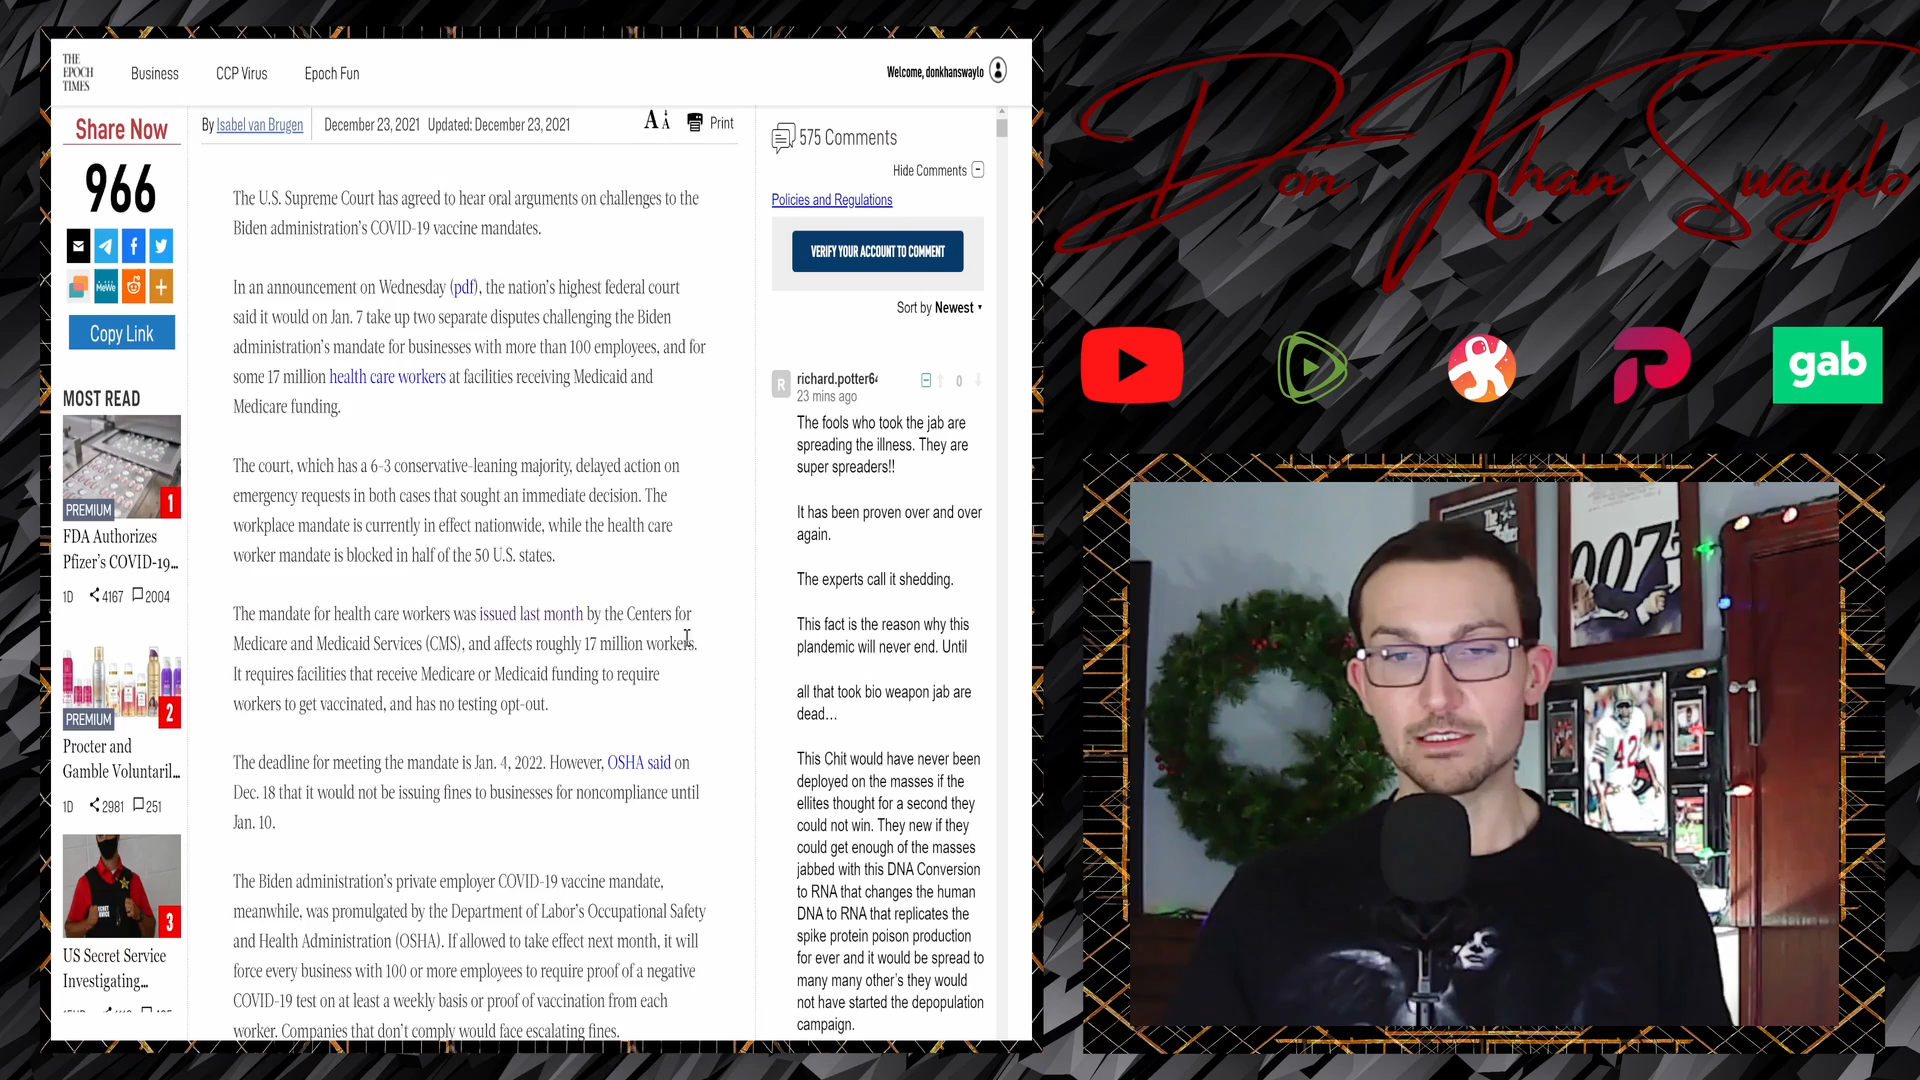 THE
EPOCH
TIMES
Business
CCP Virus
Epoch Fun
Welcome, donkhanswaylo
Share Now
966
MeWe
Copy Link
MOST READ
PREMIUM
1
FDA Authorizes
Pfizer's COVID-19...
1D
4167
2004
PREMIUM
2
Procter and
Gamble Voluntaril...
1D
2981
251
3
US Secret Service
Investigating...
By Isabel van Brugen
December 23, 2021 Updated: December 23, 2021
A A
Print
The U.S. Supreme Court has agreed to hear oral arguments on challenges to the
Biden administration's COVID-19 vaccine mandates.
In an announcement on Wednesday (pdf), the nation's highest federal court
said it would on Jan. 7 take up two separate disputes challenging the Biden
administration's mandate for businesses with more than 100 employees, and for
some 17 million health care workers at facilities receiving Medicaid and
Medicare funding.
The court, which has a 6-3 conservative-leaning majority, delayed action on
emergency requests in both cases that sought an immediate decision. The
workplace mandate is currently in effect nationwide, while the health care
worker mandate is blocked in half of the 50 U.S. states.
The mandate for health care workers was issued last month by the Centers for
Medicare and Medicaid Services (CMS), and affects roughly 17 million workers.
It requires facilities that receive Medicare or Medicaid funding to require
workers to get vaccinated, and has no testing opt-out.
The deadline for meeting the mandate is Jan. 4, 2022. However, OSHA said on
Dec. 18 that it would not be issuing fines to businesses for noncompliance until
Jan. 10.
The Biden administration's private employer COVID-19 vaccine mandate,
meanwhile, was promulgated by the Department of Labor's Occupational Safety
and Health Administration (OSHA). If allowed to take effect next month, it will
force every business with 100 or more employees to require proof of a negative
COVID-19 test on at least a weekly basis or proof of vaccination from each
worker. Companies that don't comply would face escalating fines.
575 Comments
Hide Comments
Policies and Regulations
VERIFY YOUR ACCOUNT TO COMMENT
Sort by Newest
R
richard.potter64
0
23 mins ago
The fools who took the jab are
spreading the illness. They are
super spreaders!!
It has been proven over and over
again.
The experts call it shedding.
This fact is the reason why this
plandemic will never end. Until
all that took bio weapon jab are
dead…
This Chit would have never been
deployed on the masses if the
ellites thought for a second they
could not win. They new if they
could get enough of the masses
jabbed with this DNA Conversion
to RNA that changes the human
DNA to RNA that replicates the
spike protein poison production
for ever and it would be spread to
many many other's they would
not have started the depopulation
campaign.
Don Khan Swaylo
gab
007
42